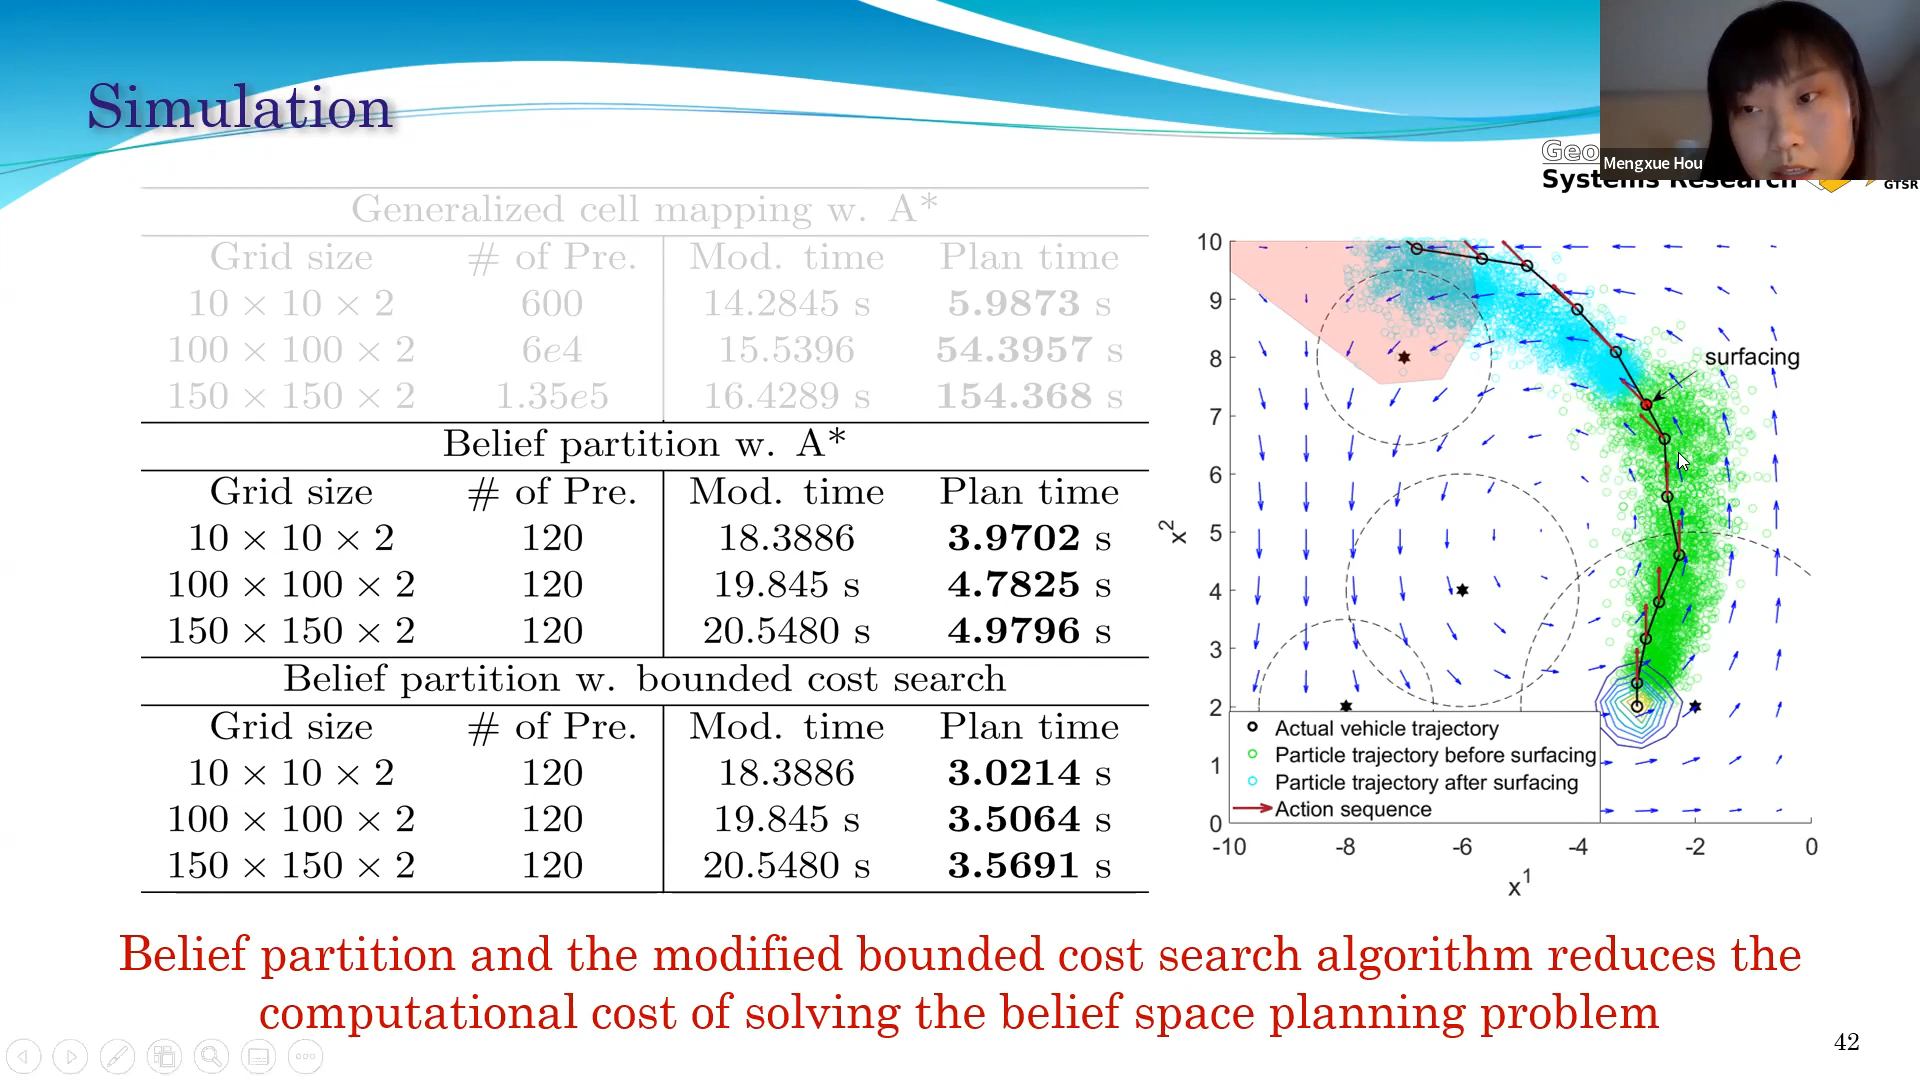 Simulation
Mengxue Hou
Geo
Systems Research
GTSR
Generalized cell mapping w. A*
Grid size # of Pre. Mod. time Plan time
10 × 10 × 2 600 14.2845 s 5.9873 s
100 × 100 × 2 6e4 15.5396 54.3957 s
150 × 150 × 2 1.35e5 16.4289 s 154.368 s
Belief partition w. A*
Grid size # of Pre. Mod. time Plan time
10 × 10 × 2 120 18.3886 3.9702 s
100 × 100 × 2 120 19.845 s 4.7825 s
150 × 150 × 2 120 20.5480 s 4.9796 s
Belief partition w. bounded cost search
Grid size # of Pre. Mod. time Plan time
10 × 10 × 2 120 18.3886 3.0214 s
100 × 100 × 2 120 19.845 s 3.5064 s
150 × 150 × 2 120 20.5480 s 3.5691 s
10
9
8
surfacing
7
6
5
x²
4
3
2
1
0
Actual vehicle trajectory
Particle trajectory before surfacing
Particle trajectory after surfacing
Action sequence
-10 -8 -6 -4 -2 0
x¹
Belief partition and the modified bounded cost search algorithm reduces the
computational cost of solving the belief space planning problem
42